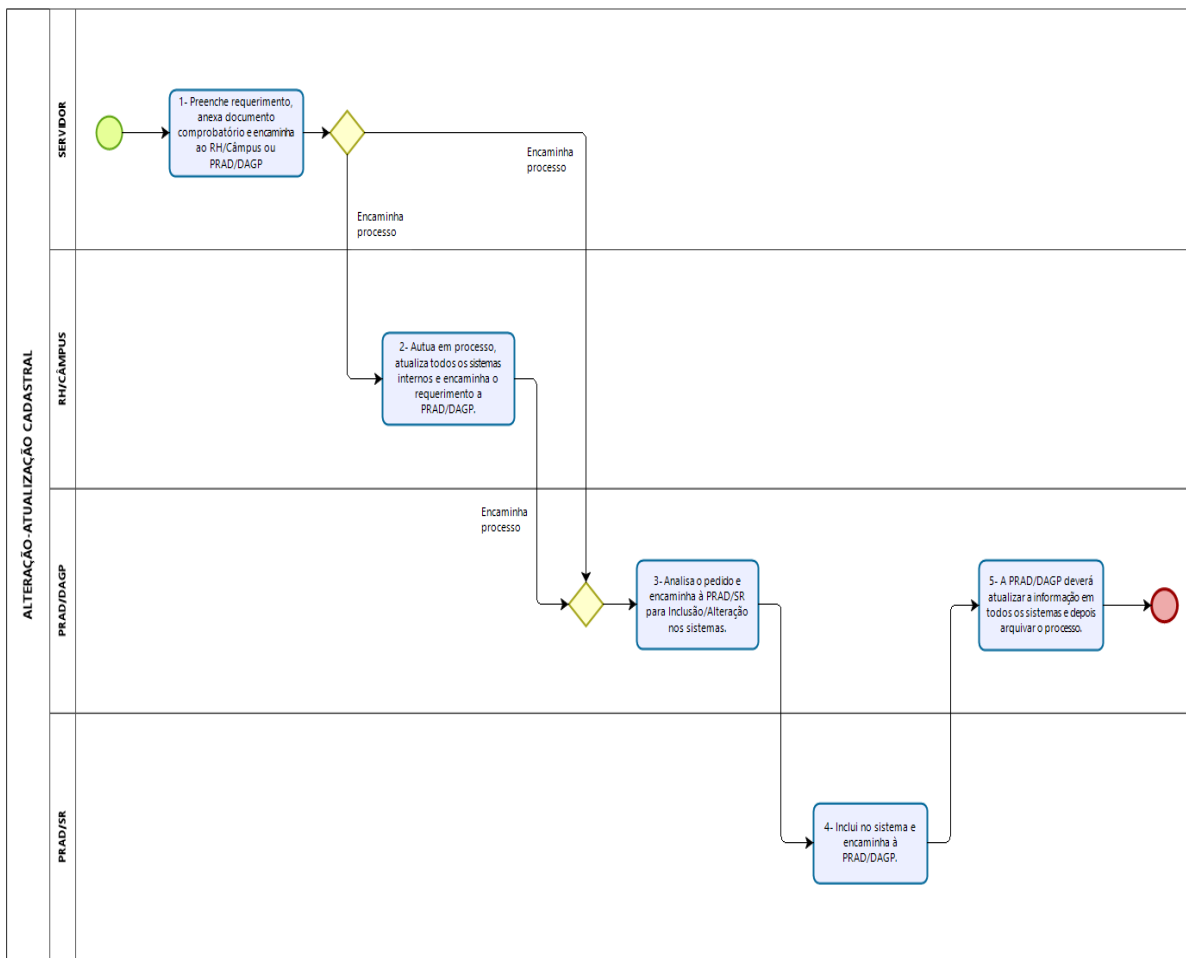 ALTERAÇÃO-ATUALIZAÇÃO CADASTRAL
SERVIDOR
1- Preenche requerimento,
anexa documento
comprobatório e encaminha
ao RH/Câmpus ou
PRAD/DAGP
Encaminha
processo
Encaminha
processo
RH/CÂMPUS
2- Autua em processo,
atualiza todos os sistemas
internos e encaminha o
requerimento a
PRAD/DAGP.
PRAD/DAGP
Encaminha
processo
3- Analisa o pedido e
encaminha à PRAD/SR
para Inclusão/Alteração
nos sistemas.
5- A PRAD/DAGP deverá
atualizar a informação em
todos os sistemas e depois
arquivar o processo.
PRAD/SR
4- Inclui no sistema e
encaminha à
PRAD/DAGP.